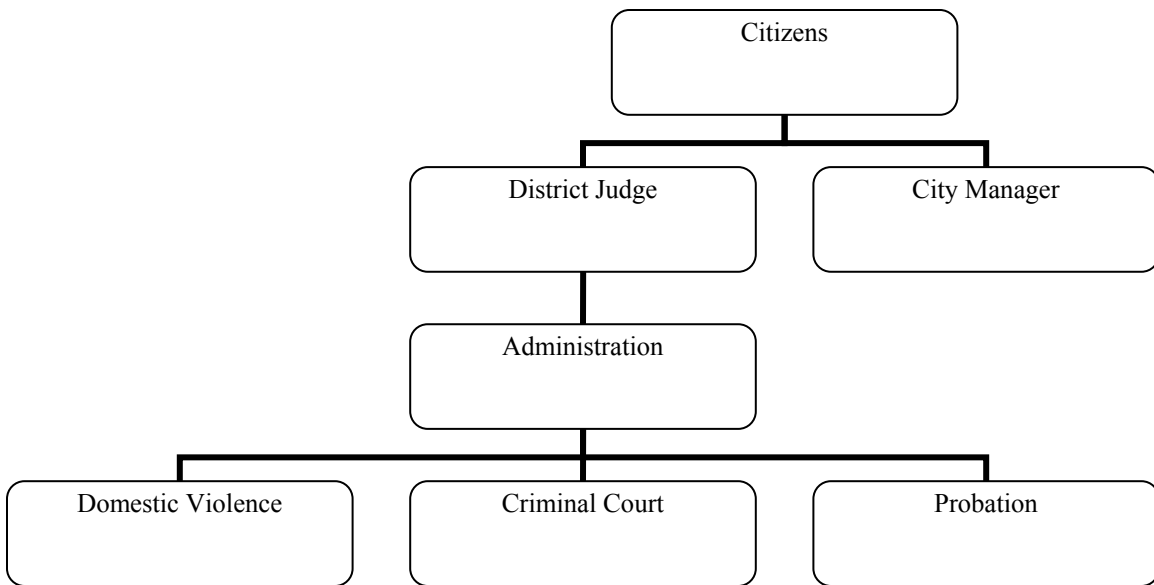 Citizens
District Judge
City Manager
Administration
Domestic Violence
Criminal Court
Probation